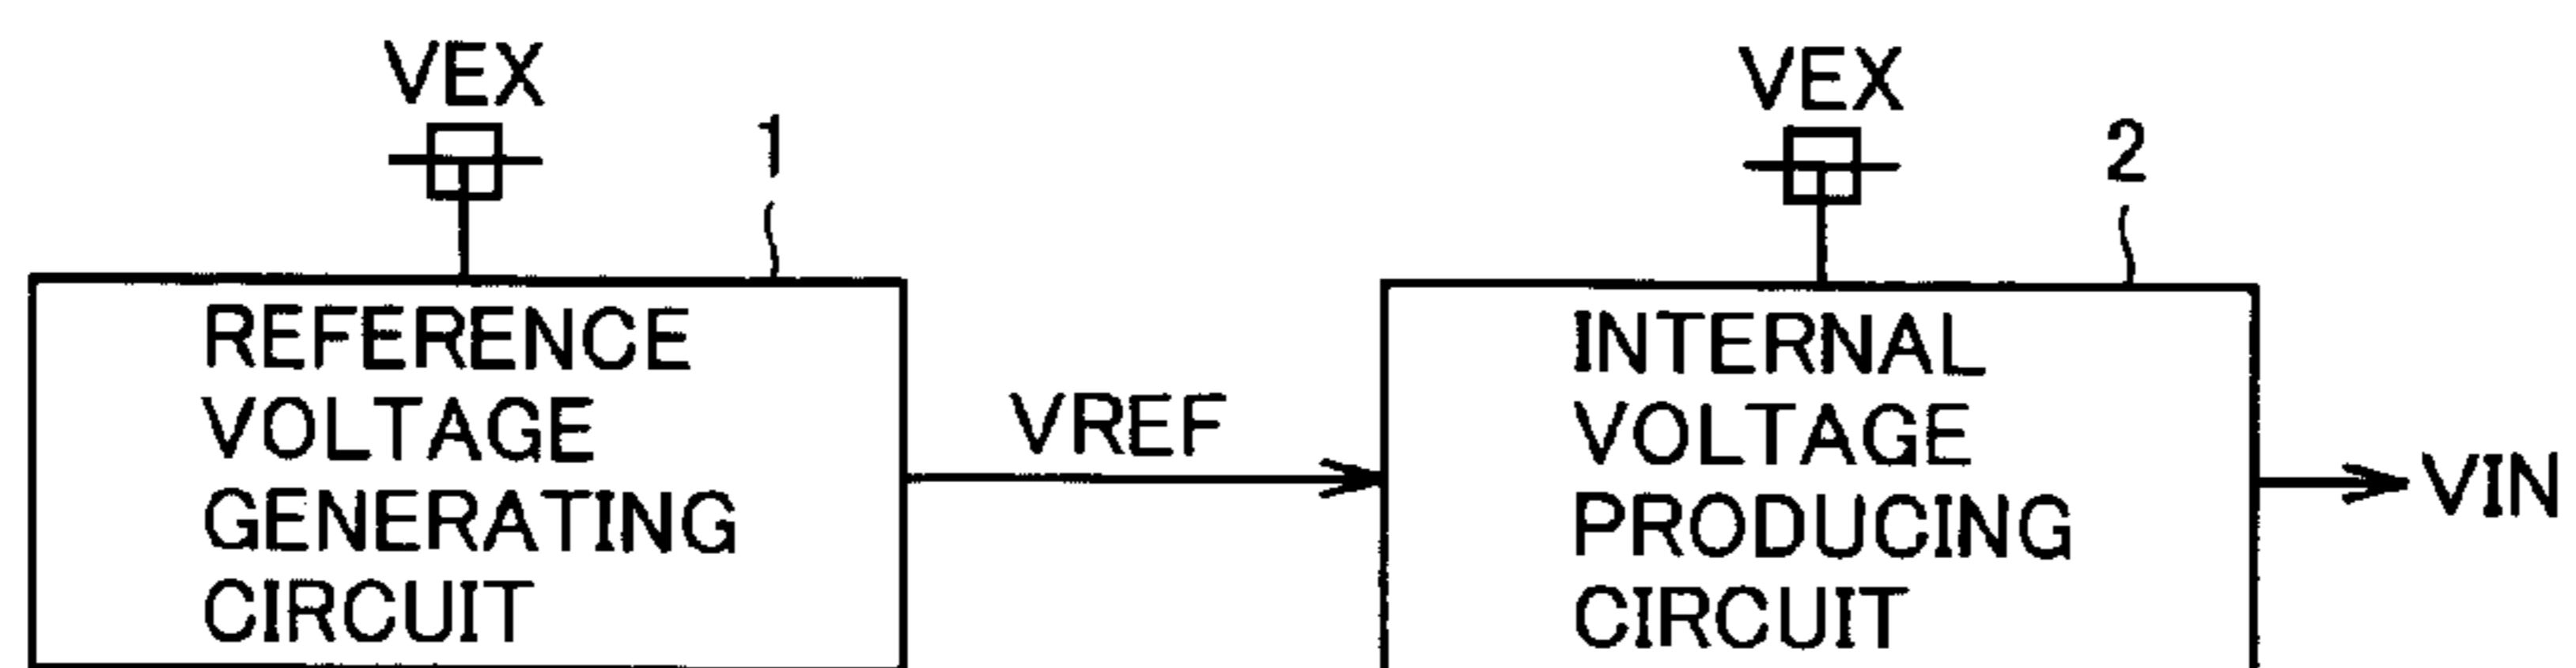 VEX
1
REFERENCE
VOLTAGE
GENERATING
CIRCUIT
VREF
VEX
2
INTERNAL
VOLTAGE
PRODUCING
CIRCUIT
VIN